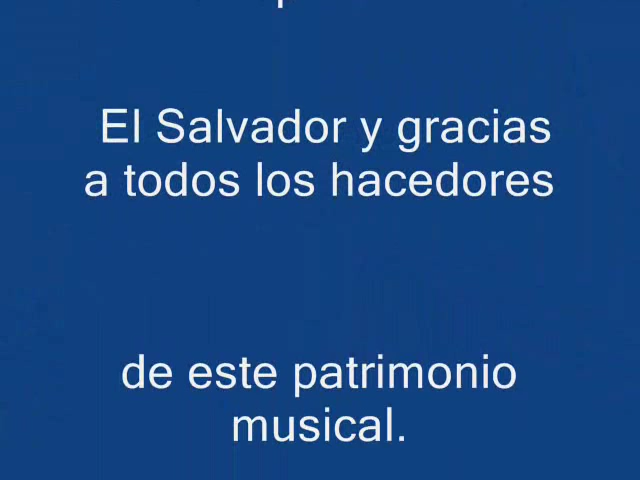 El Salvador y gracias
a todos los hacedores
de este patrimonio
musical.